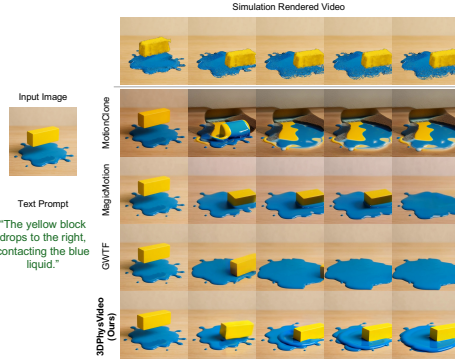 Simulation Rendered Video
Input Image
Text Prompt
"The yellow block
drops to the right,
contacting the blue
liquid."
MotionClone
MagicMotion
GWTF
3DPhysVideo
(Ours)